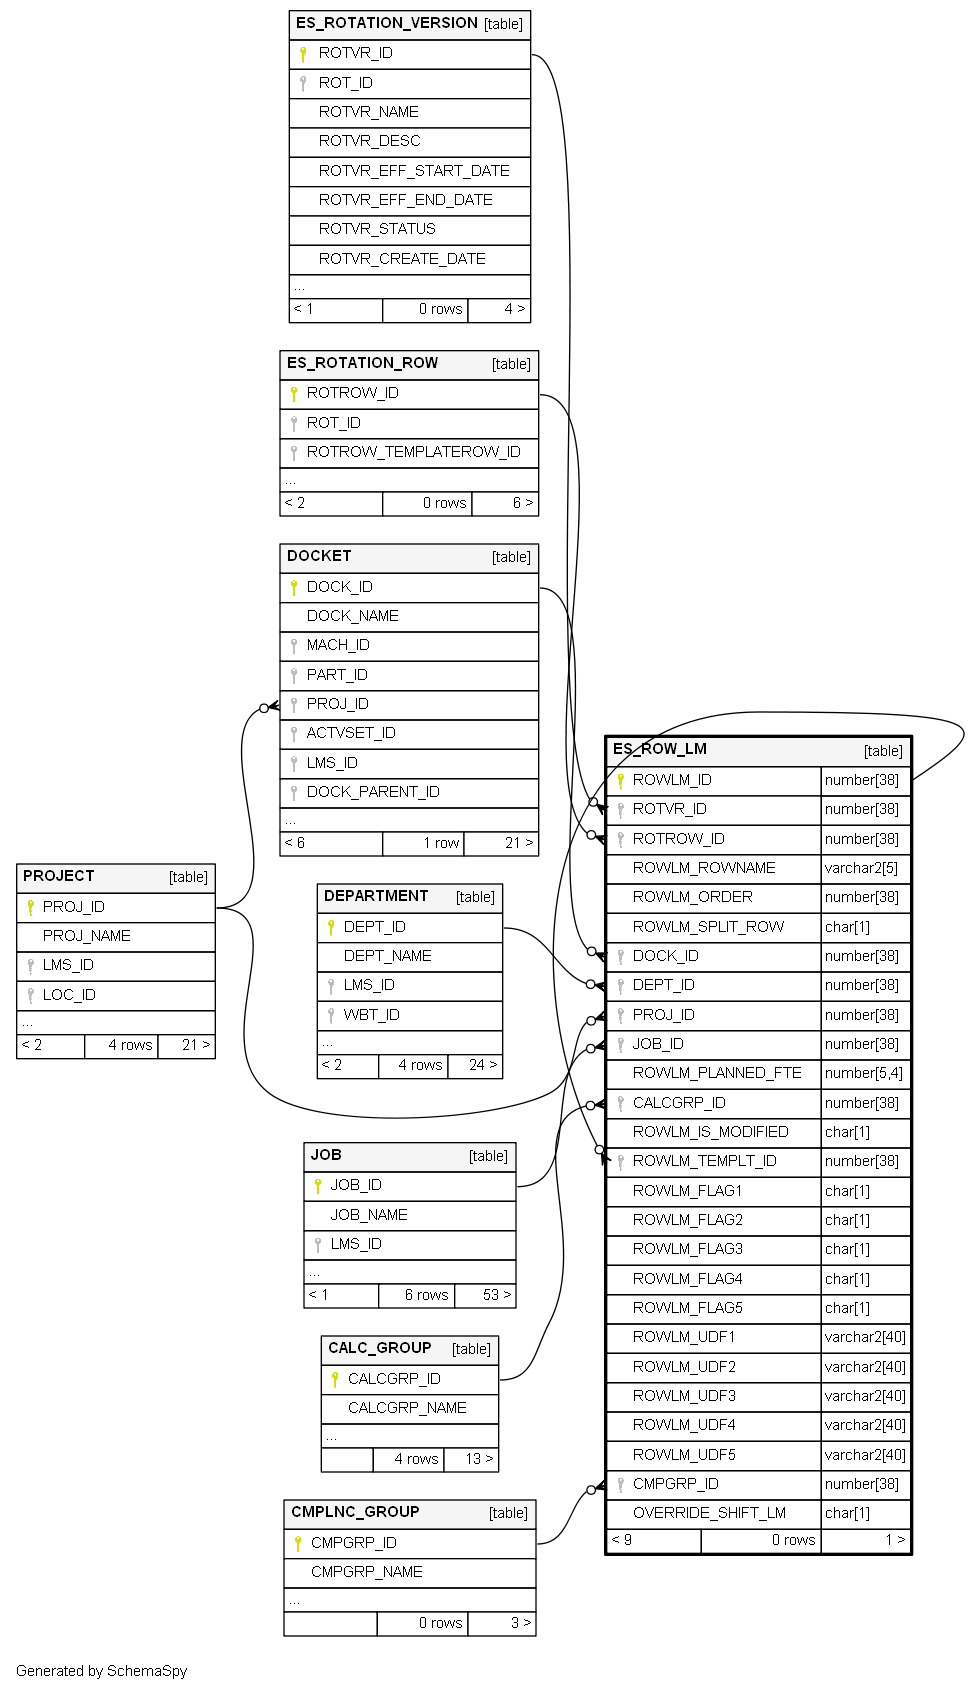 ES_ROTATION_VERSION [table]
ROTVR_ID
ROT_ID
ROTVR_NAME
ROTVR_DESC
ROTVR_EFF_START_DATE
ROTVR_EFF_END_DATE
ROTVR_STATUS
ROTVR_CREATE_DATE
...
< 1 0 rows 4 >
ES_ROTATION_ROW [table]
ROTROW_ID
ROT_ID
ROTROW_TEMPLATEROW_ID
...
< 2 0 rows 6 >
DOCKET [table]
DOCK_ID
DOCK_NAME
MACH_ID
PART_ID
PROJ_ID
ACTVSET_ID
LMS_ID
DOCK_PARENT_ID
...
< 6 1 row 21 >
PROJECT [table]
PROJ_ID
PROJ_NAME
LMS_ID
LOC_ID
...
< 2 4 rows 21 >
DEPARTMENT [table]
DEPT_ID
DEPT_NAME
LMS_ID
WBT_ID
...
< 2 4 rows 24 >
JOB [table]
JOB_ID
JOB_NAME
LMS_ID
...
< 1 6 rows 53 >
CALC_GROUP [table]
CALCGRP_ID
CALCGRP_NAME
...
4 rows 13 >
CMPLNC_GROUP [table]
CMPGRP_ID
CMPGRP_NAME
...
0 rows 3 >
ES_ROW_LM [table]
ROWLM_ID number[38]
ROTVR_ID number[38]
ROTROW_ID number[38]
ROWLM_ROWNAME varchar2[5]
ROWLM_ORDER number[38]
ROWLM_SPLIT_ROW char[1]
DOCK_ID number[38]
DEPT_ID number[38]
PROJ_ID number[38]
JOB_ID number[38]
ROWLM_PLANNED_FTE number[5,4]
CALCGRP_ID number[38]
ROWLM_IS_MODIFIED char[1]
ROWLM_TEMPLT_ID number[38]
ROWLM_FLAG1 char[1]
ROWLM_FLAG2 char[1]
ROWLM_FLAG3 char[1]
ROWLM_FLAG4 char[1]
ROWLM_FLAG5 char[1]
ROWLM_UDF1 varchar2[40]
ROWLM_UDF2 varchar2[40]
ROWLM_UDF3 varchar2[40]
ROWLM_UDF4 varchar2[40]
ROWLM_UDF5 varchar2[40]
CMPGRP_ID number[38]
OVERRIDE_SHIFT_LM char[1]
< 9 0 rows 1 >
Generated by SchemaSpy